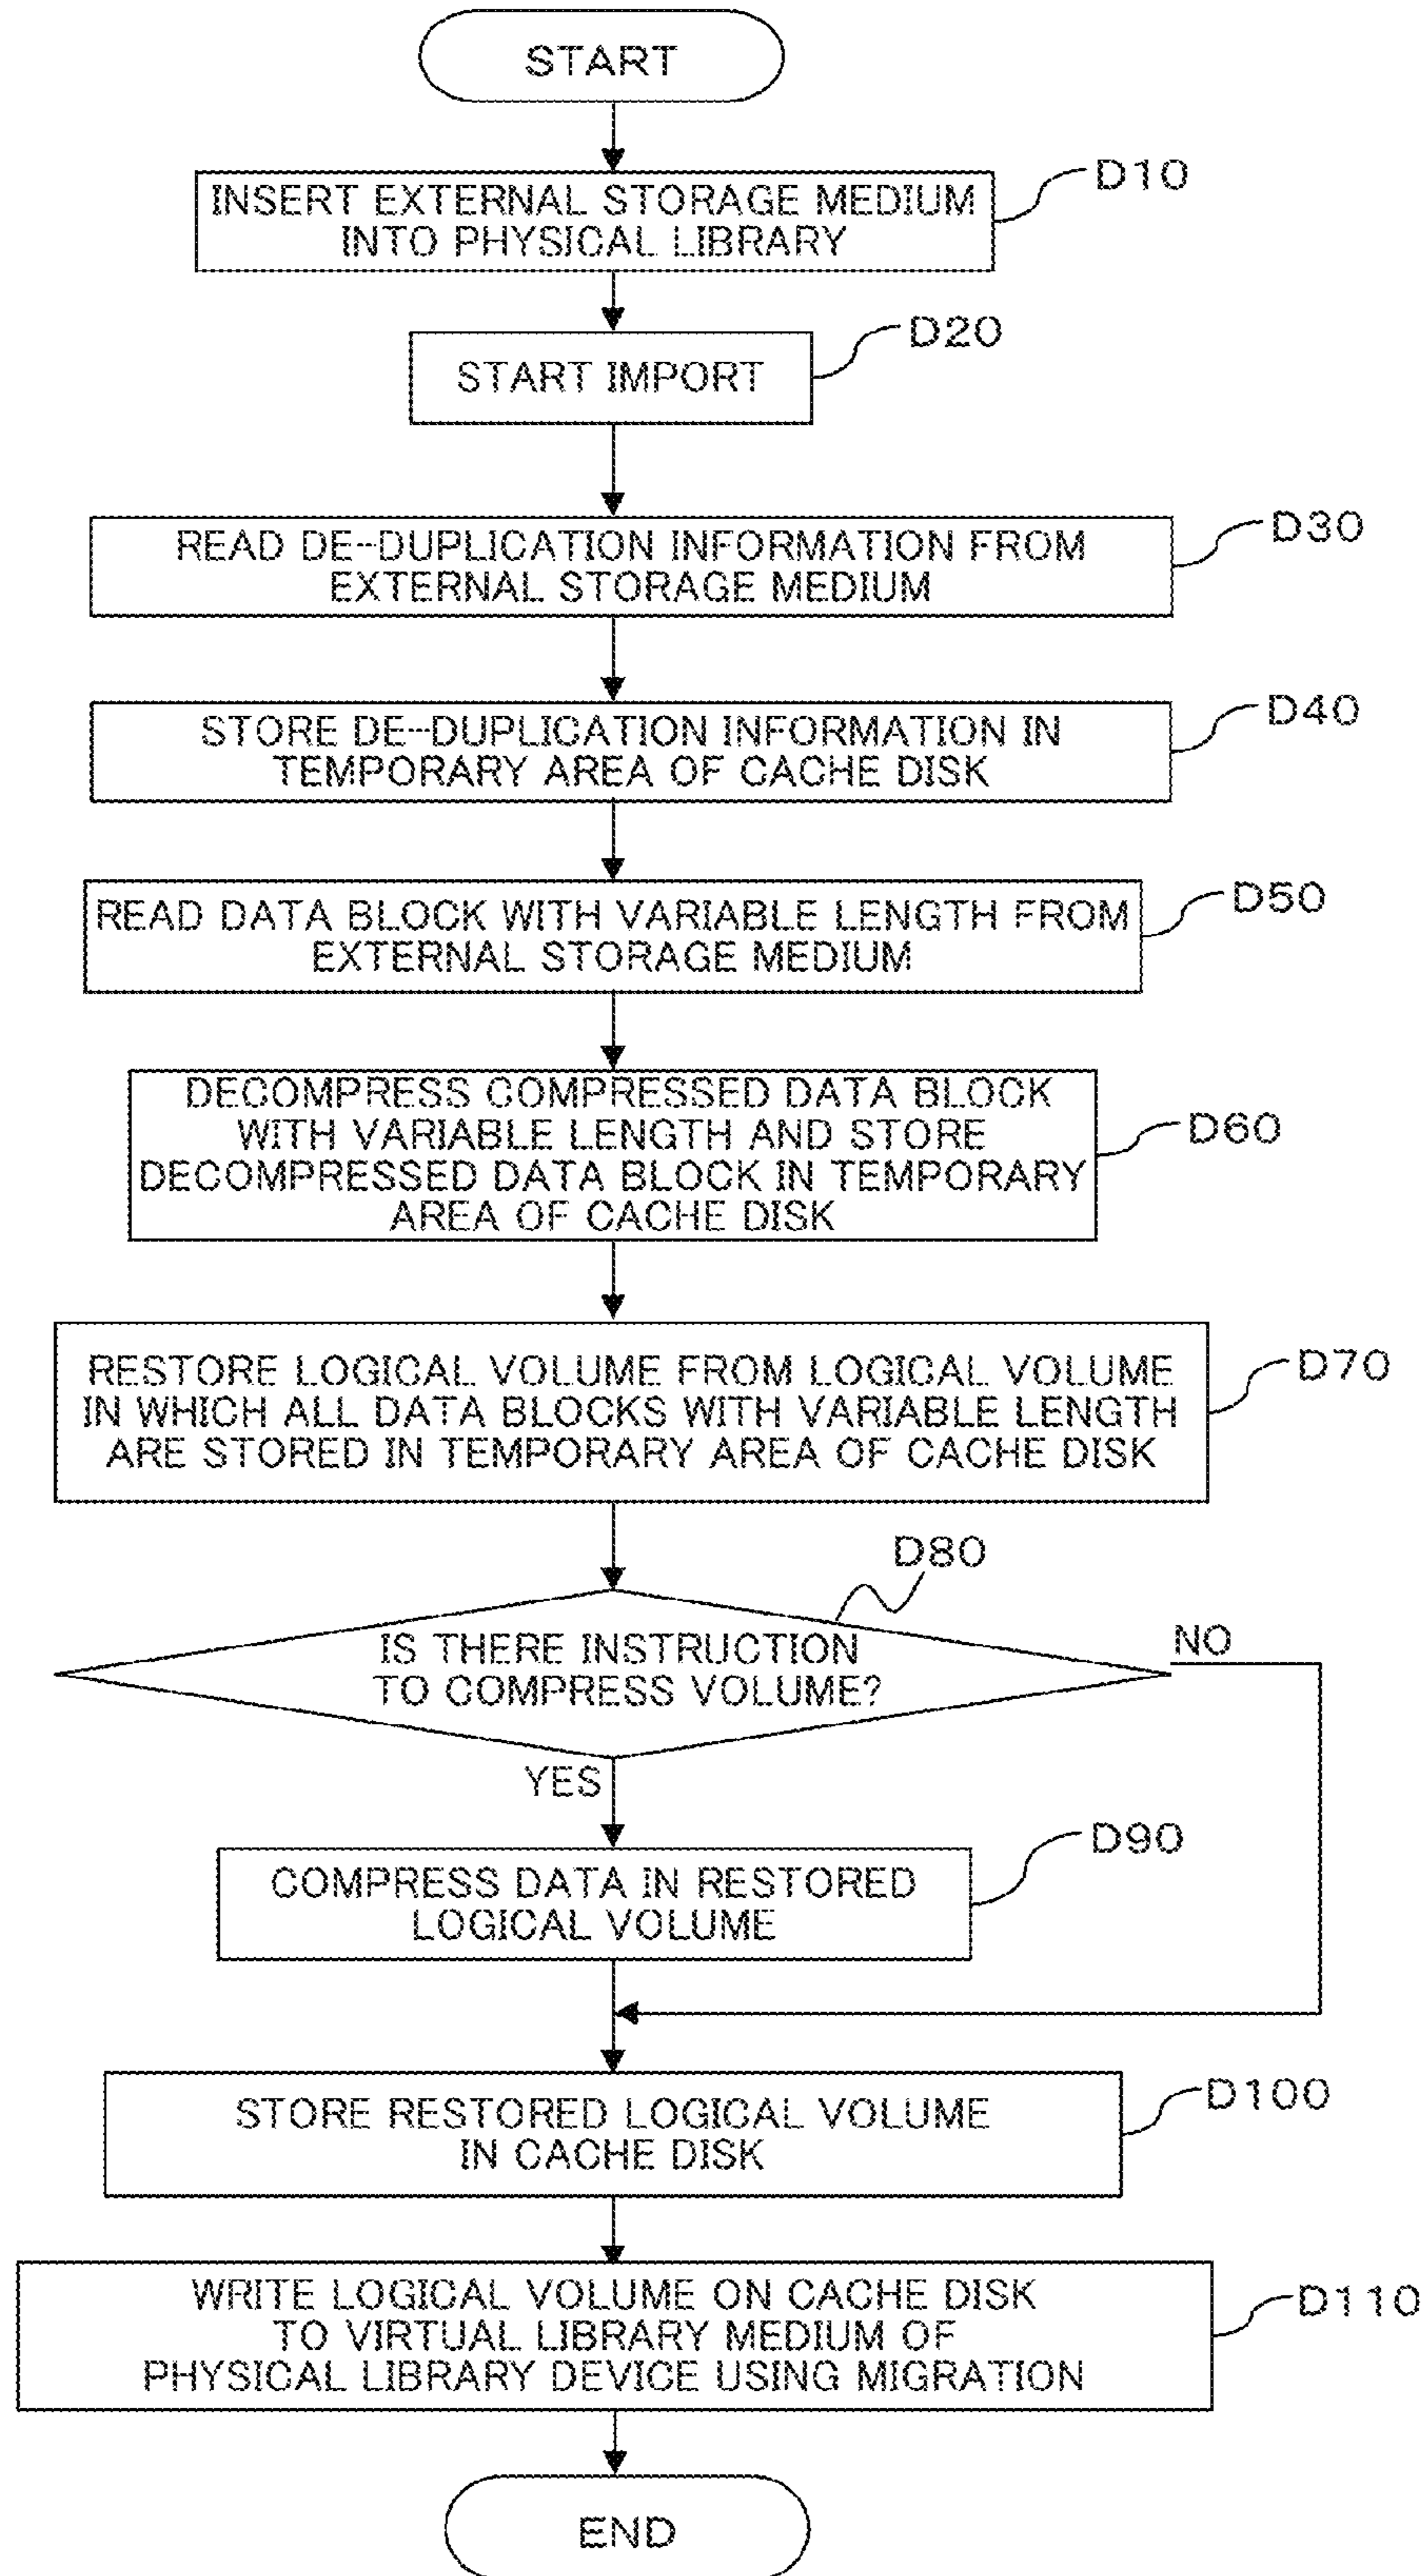 START
D10
INSERT EXTERNAL STORAGE MEDIUM
INTO PHYSICAL LIBRARY
D20
START IMPORT
D30
READ DE-DUPLICATION INFORMATION FROM
EXTERNAL STORAGE MEDIUM
D40
STORE DE-DUPLICATION INFORMATION IN
TEMPORARY AREA OF CACHE DISK
D50
READ DATA BLOCK WITH VARIABLE LENGTH FROM
EXTERNAL STORAGE MEDIUM
D60
DECOMPRESS COMPRESSED DATA BLOCK
WITH VARIABLE LENGTH AND STORE
DECOMPRESSED DATA BLOCK IN TEMPORARY
AREA OF CACHE DISK
D70
RESTORE LOGICAL VOLUME FROM LOGICAL VOLUME
IN WHICH ALL DATA BLOCKS WITH VARIABLE LENGTH
ARE STORED IN TEMPORARY AREA OF CACHE DISK
D80
IS THERE INSTRUCTION
TO COMPRESS VOLUME?
NO
YES
D90
COMPRESS DATA IN RESTORED
LOGICAL VOLUME
D100
STORE RESTORED LOGICAL VOLUME
IN CACHE DISK
D110
WRITE LOGICAL VOLUME ON CACHE DISK
TO VIRTUAL LIBRARY MEDIUM OF
PHYSICAL LIBRARY DEVICE USING MIGRATION
END